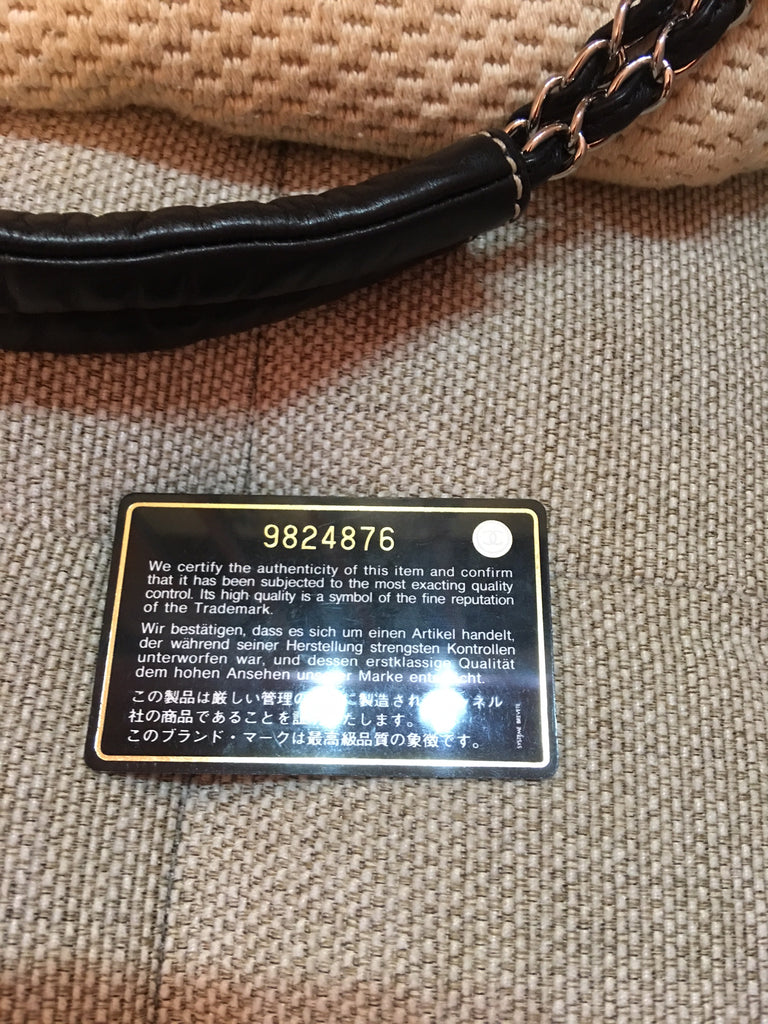 9824876
We certify the authenticity of this item and confirm
that it has been subjected to the most exacting quality
control. Its high quality is a symbol of the fine reputation
of the Trademark.
Wir bestätigen, dass es sich um einen Artikel handelt,
der während seiner Herstellung strengsten Kontrollen
unterworfen war, und dessen erstklassige Qualität
dem hohen Ansehen unserer Marke entspricht.
この製品は厳しい管理の 製造され ネル
社の商品であることを証 たします。
このブランド・マークは最高級品質の象徴です。